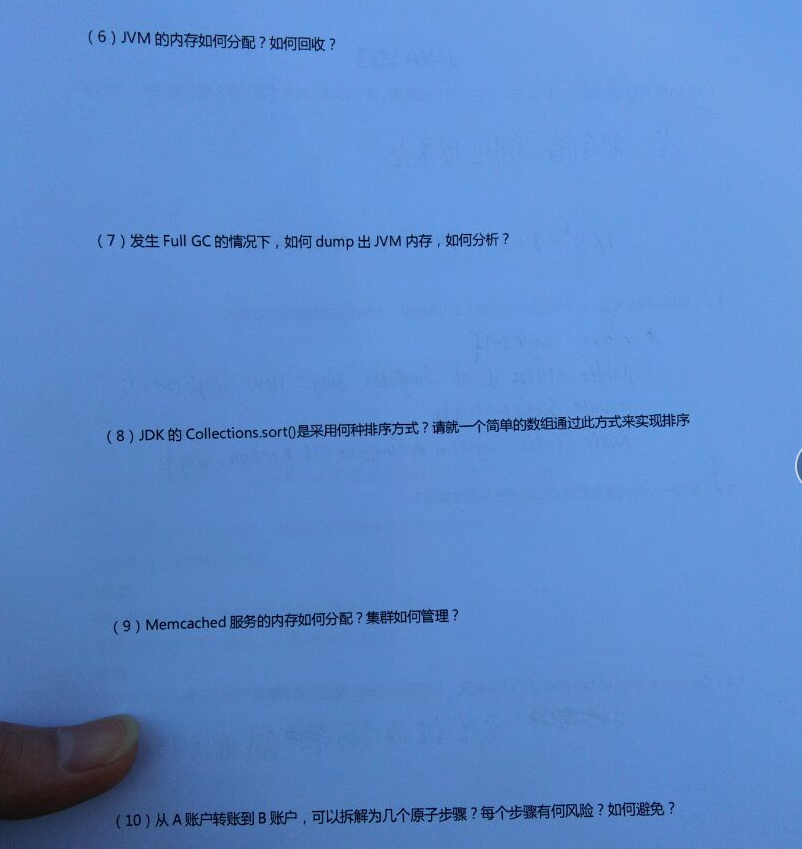 （6）JVM 的内存如何分配？如何回收？
（7）发生 Full GC 的情况下，如何 dump 出 JVM 内存，如何分析？
（8）JDK 的 Collections.sort()是采用何种排序方式？请就一个简单的数组通过此方式来实现排序
（9）Memcached 服务的内存如何分配？集群如何管理？
（10）从 A 账户转账到 B 账户，可以拆解为几个原子步骤？每个步骤有何风险？如何避免？